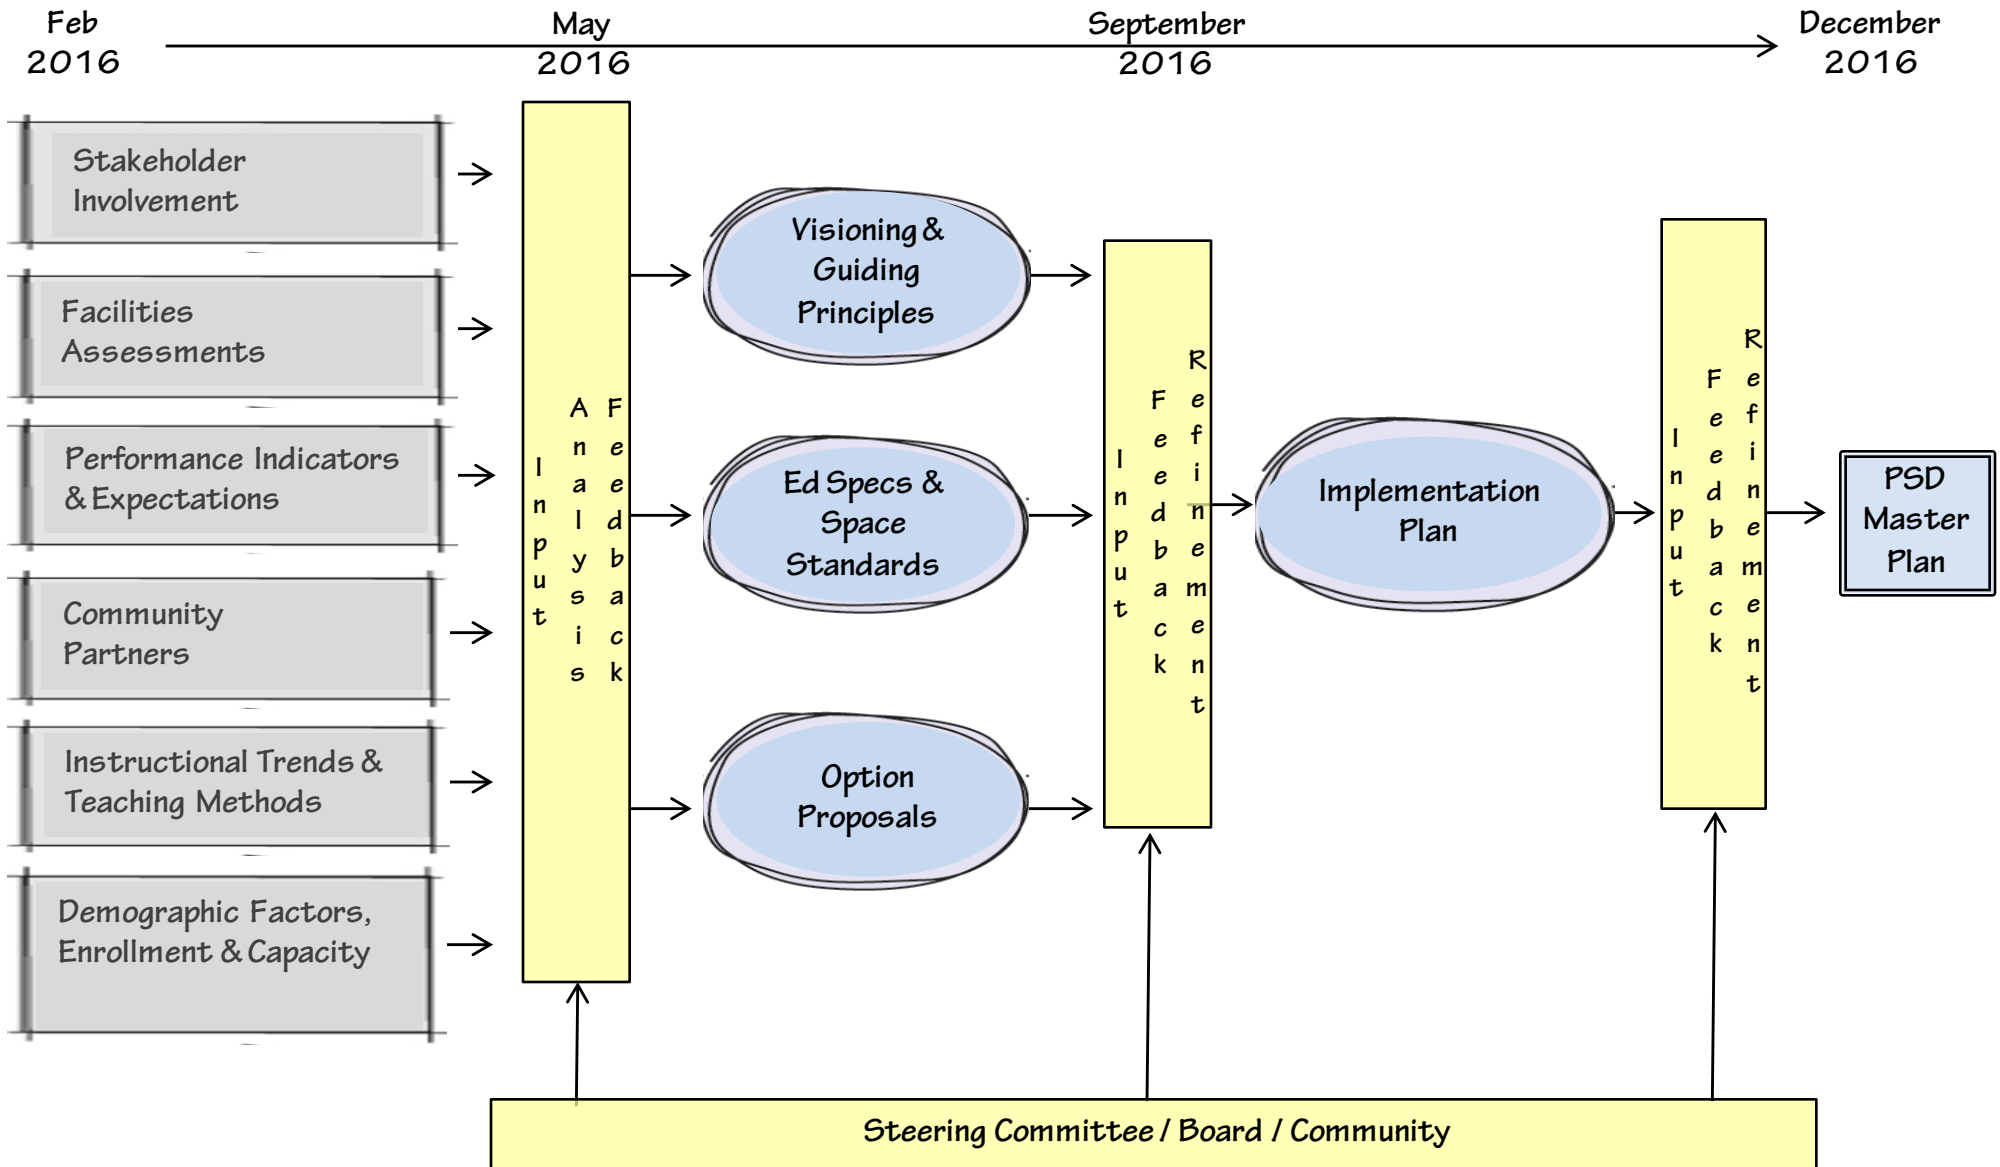 Feb
2016
May
2016
September
2016
December
2016
Stakeholder
Involvement
Facilities
Assessments
Performance Indicators
& Expectations
Community
Partners
Instructional Trends &
Teaching Methods
Demographic Factors,
Enrollment & Capacity
Input
Analysis
Feedback
Visioning &
Guiding
Principles
Ed Specs &
Space
Standards
Option
Proposals
Input
Feedback
Refinement
Implementation
Plan
Input
Feedback
Refinement
PSD
Master
Plan
Steering Committee / Board / Community